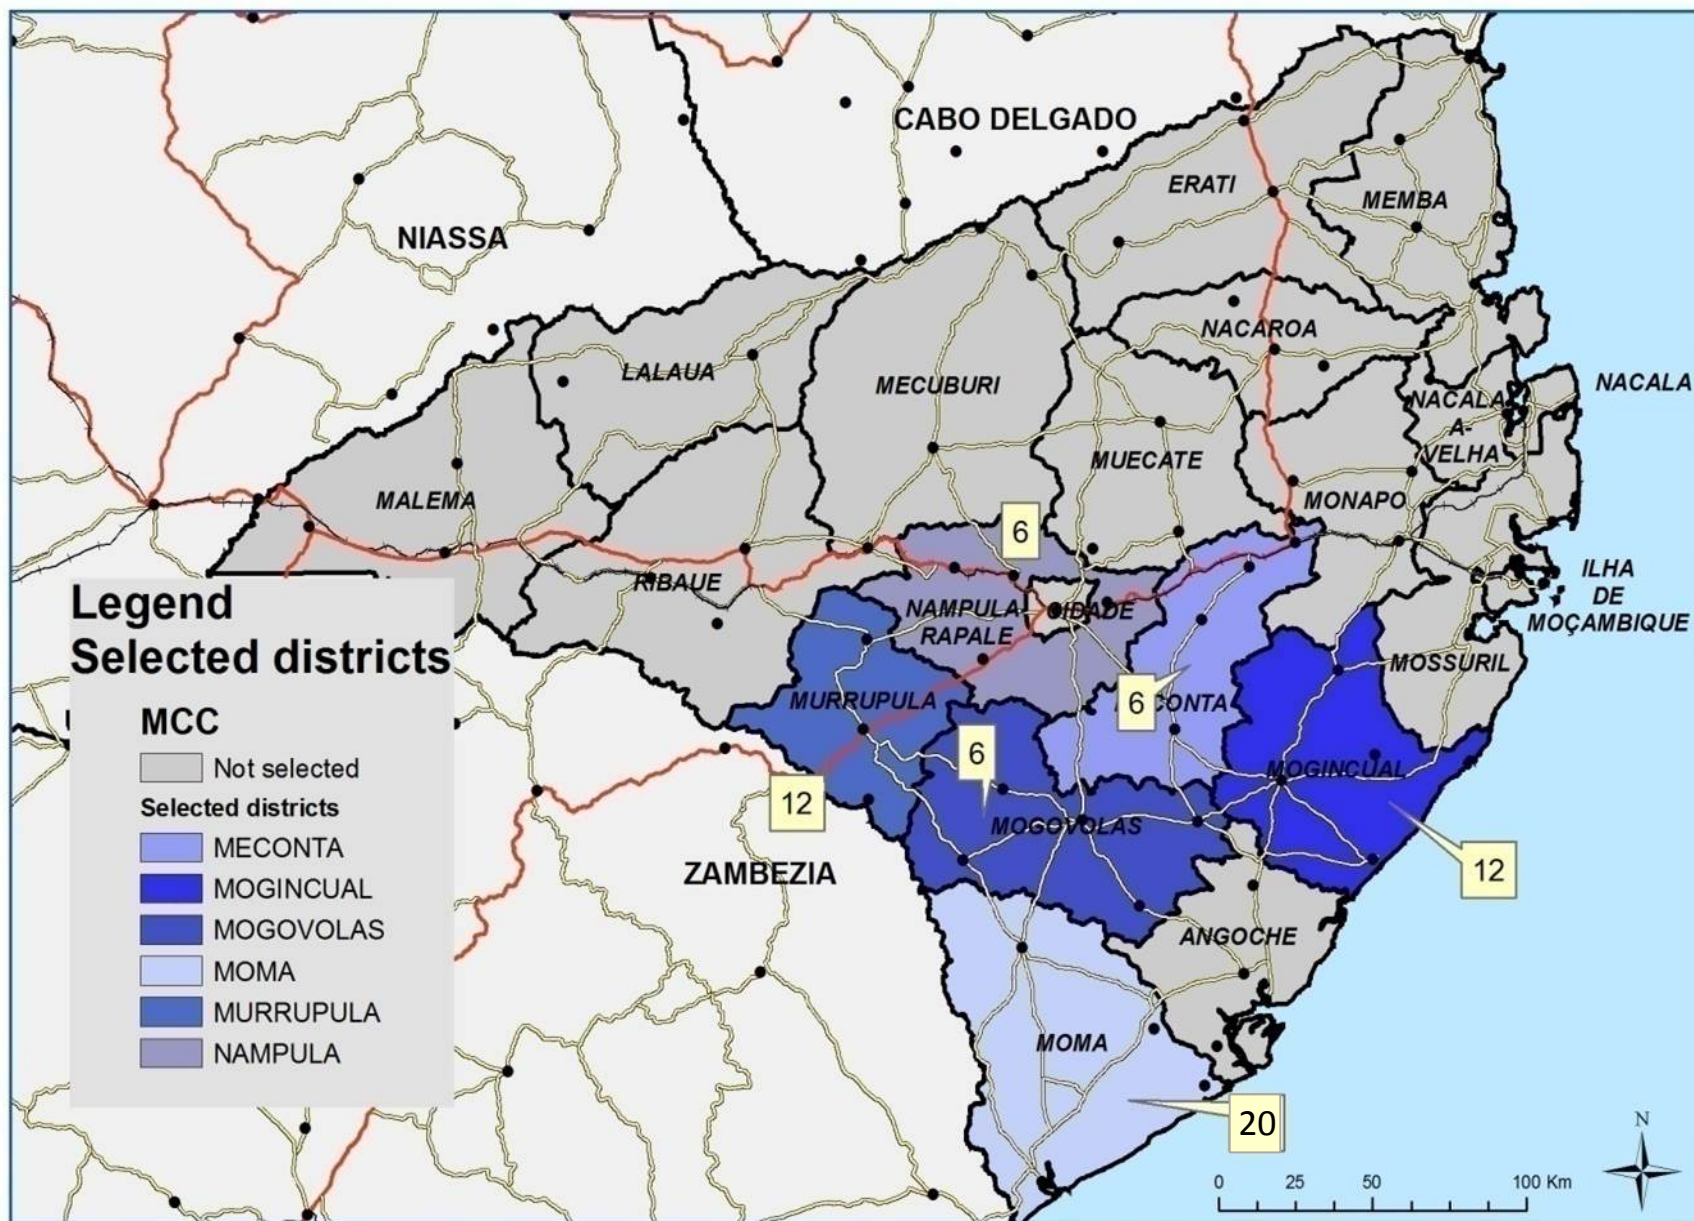 CABO DELGADO
ERATI
MEMBA
NIASSA
NACAROA
LALAUA
MECUBURI
NACALA
NACALA
A-
VELHA
MUECATE
MALEMA
MONAPO
6
RIBAUE
ILHA
DE
MOÇAMBIQUE
NAMPULA
RAPALE
CIDADE
MOSSURIL
MURRUPULA
6
CONTA
6
MOGINCUAL
12
MOGOVOLAS
12
ZAMBEZIA
ANGOCHE
MOMA
20
Legend
Selected districts
MCC
Not selected
Selected districts
MECONTA
MOGINCUAL
MOGOVOLAS
MOMA
MURRUPULA
NAMPULA
N
0 25 50 100 Km